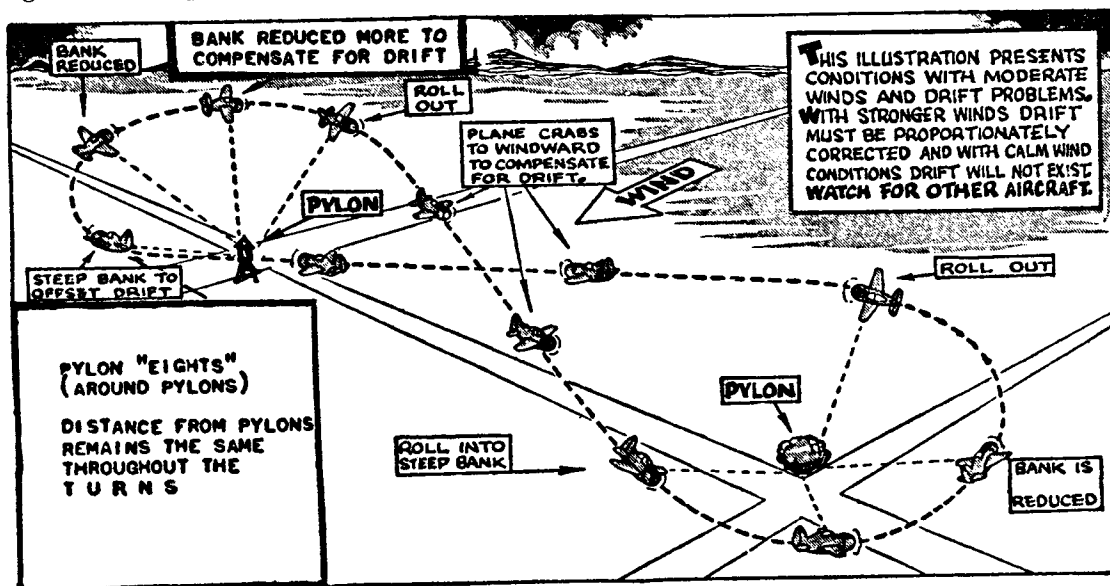 BANK
REDUCED
BANK REDUCED MORE TO
COMPENSATE FOR DRIFT
ROLL
OUT
PLANE CRABS
TO WINDWARD
TO COMPENSATE
FOR DRIFT.
THIS ILLUSTRATION PRESENTS
CONDITIONS WITH MODERATE
WINDS AND DRIFT PROBLEMS.
WITH STRONGER WINDS DRIFT
MUST BE PROPORTIONATELY
CORRECTED AND WITH CALM WIND
CONDITIONS DRIFT WILL NOT EXIST.
WATCH FOR OTHER AIRCRAFT.
WIND
PYLON
STEEP BANK TO
OFFSET DRIFT
ROLL OUT
PYLON "EIGHTS"
(AROUND PYLONS)
DISTANCE FROM PYLONS
REMAINS THE SAME
THROUGHOUT THE
TURNS
PYLON
ROLL INTO
STEEP BANK
BANK IS
REDUCED